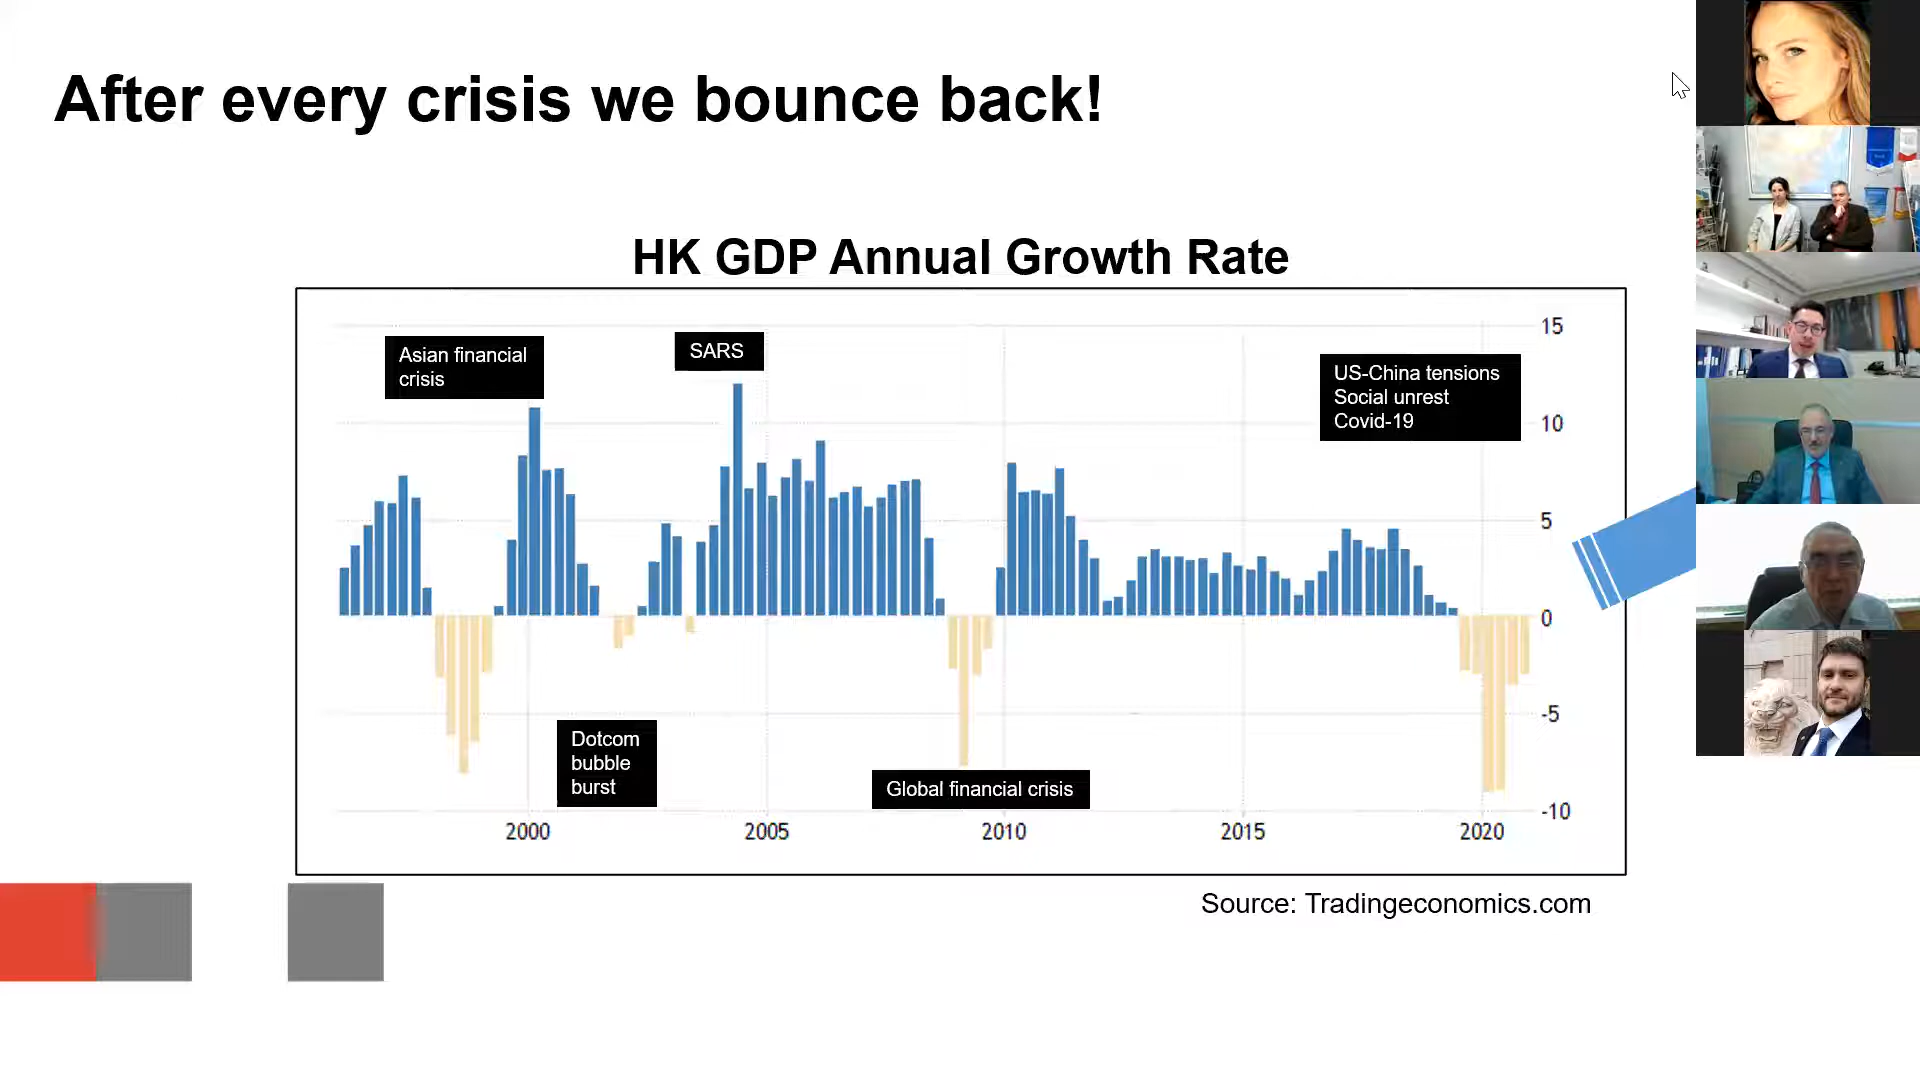 After every crisis we bounce back!
HK GDP Annual Growth Rate
Asian financial
crisis
SARS
US-China tensions
Social unrest
Covid-19
Dotcom
bubble
burst
Global financial crisis
15
10
5
0
-5
-10
2000
2005
2010
2015
2020
Source: Tradingeconomics.com